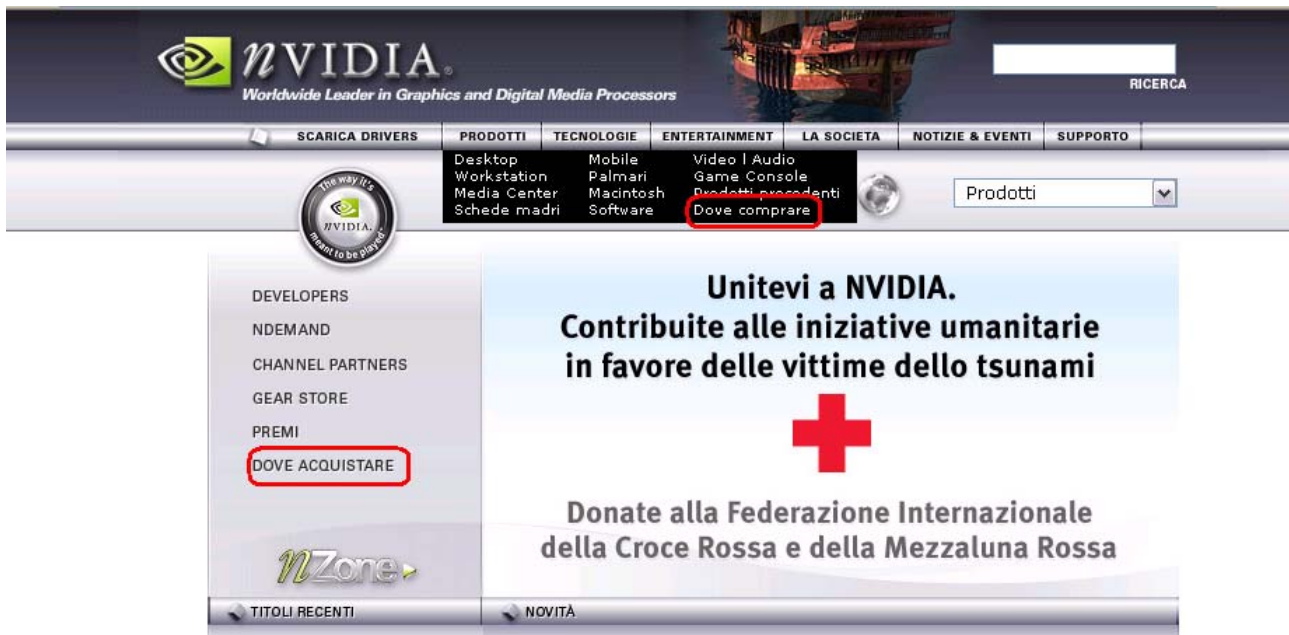 NVIDIA.
Worldwide Leader in Graphics and Digital Media Processors
RICERCA
SCARICA DRIVERS PRODOTTI TECNOLOGIE ENTERTAINMENT LA SOCIETA NOTIZIE & EVENTI SUPPORTO
Desktop Mobile Video | Audio
Workstation Palmari Game Console
Media Center Macintosh Prodotti precedenti
Schede madri Software Dove comprare
Prodotti
The way it's
NVIDIA.
meant to be played
DEVELOPERS
NDEMAND
CHANNEL PARTNERS
GEAR STORE
PREMI
DOVE ACQUISTARE
nZone
Unitevi a NVIDIA.
Contribuite alle iniziative umanitarie
in favore delle vittime dello tsunami
Donate alla Federazione Internazionale
della Croce Rossa e della Mezzaluna Rossa
TITOLI RECENTI NOVITÀ